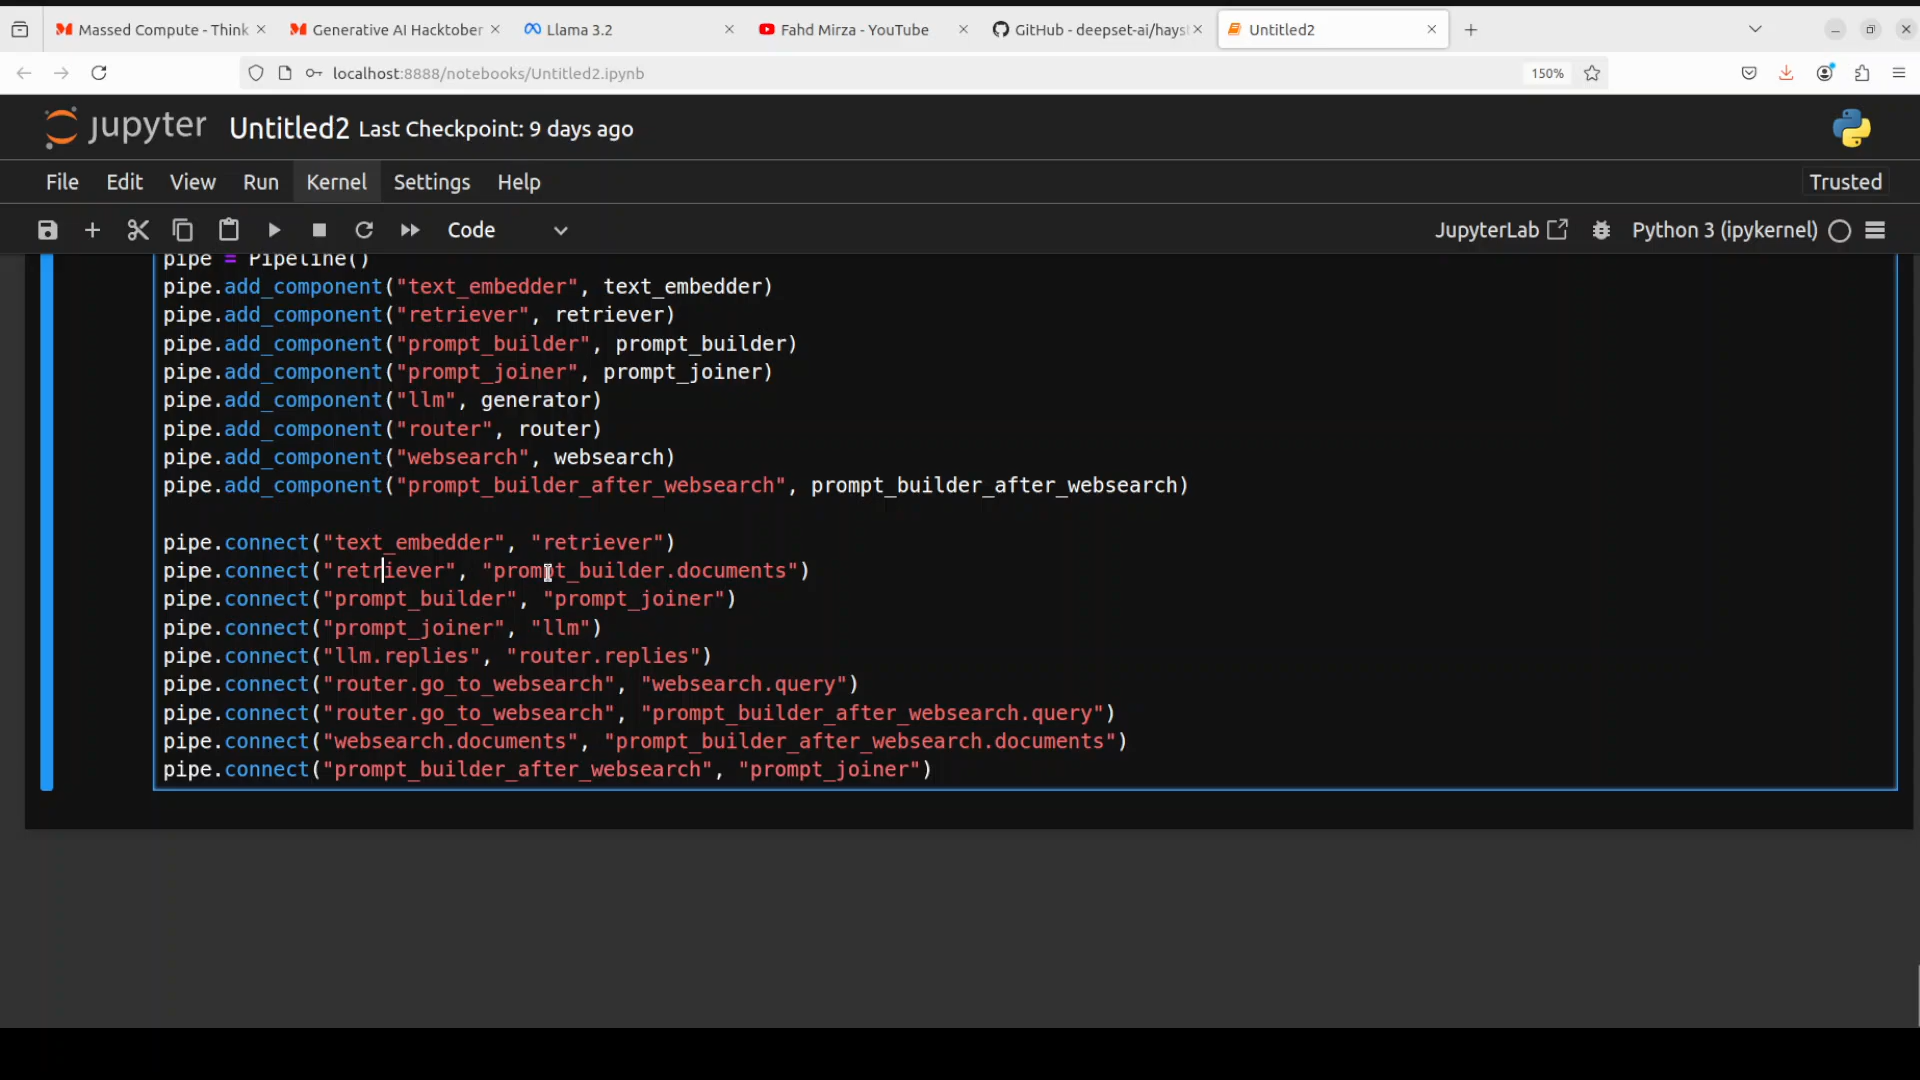 Massed Compute - Think
Generative AI Hacktober
Llama 3.2
Fahd Mirza - YouTube
GitHub - deepset-ai/hays
Untitled2
localhost:8888/notebooks/Untitled2.ipynb
150%
jupyter
Untitled2 Last Checkpoint: 9 days ago
File Edit View Run Kernel Settings Help
Trusted
Code
JupyterLab
Python 3 (ipykernel)
pipe = Pipeline()
pipe.add_component("text_embedder", text_embedder)
pipe.add_component("retriever", retriever)
pipe.add_component("prompt_builder", prompt_builder)
pipe.add_component("prompt_joiner", prompt_joiner)
pipe.add_component("llm", generator)
pipe.add_component("router", router)
pipe.add_component("websearch", websearch)
pipe.add_component("prompt_builder_after_websearch", prompt_builder_after_websearch)
pipe.connect("text_embedder", "retriever")
pipe.connect("retriever", "prompt_builder.documents")
pipe.connect("prompt_builder", "prompt_joiner")
pipe.connect("prompt_joiner", "llm")
pipe.connect("llm.replies", "router.replies")
pipe.connect("router.go_to_websearch", "websearch.query")
pipe.connect("router.go_to_websearch", "prompt_builder_after_websearch.query")
pipe.connect("websearch.documents", "prompt_builder_after_websearch.documents")
pipe.connect("prompt_builder_after_websearch", "prompt_joiner")